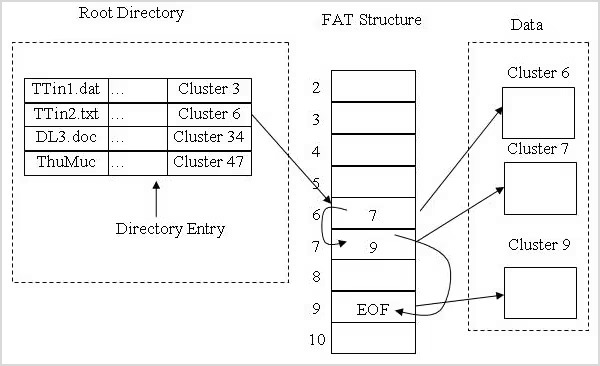 Root Directory
FAT Structure
Data
TTin1.dat ... Cluster 3
TTin2.txt ... Cluster 6
DL3.doc ... Cluster 34
ThuMuc ... Cluster 47
Directory Entry
2
3
4
5
6 7
7 9
8
9 EOF
10
Cluster 6
Cluster 7
Cluster 9